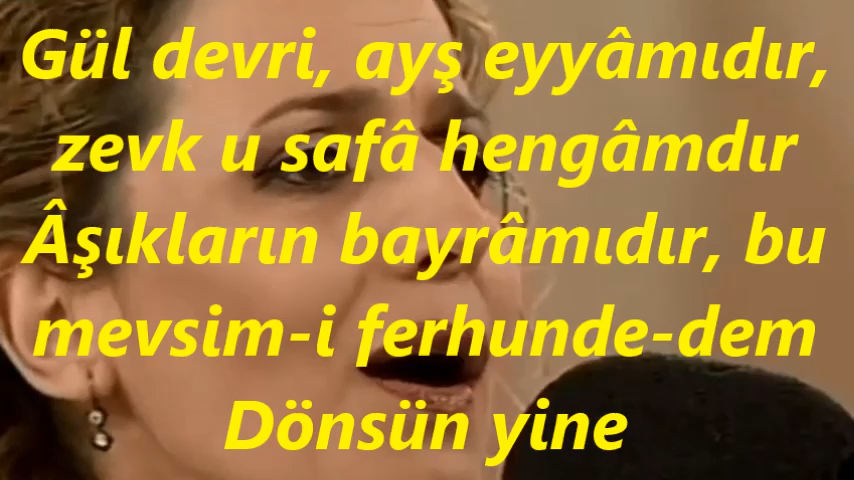 Gül devri, ayş eyyâmıdır,
zevk u safâ hengâmdır
Âşıkların bayrâmıdır, bu
mevsim-i ferhunde-dem
Dönsün yine